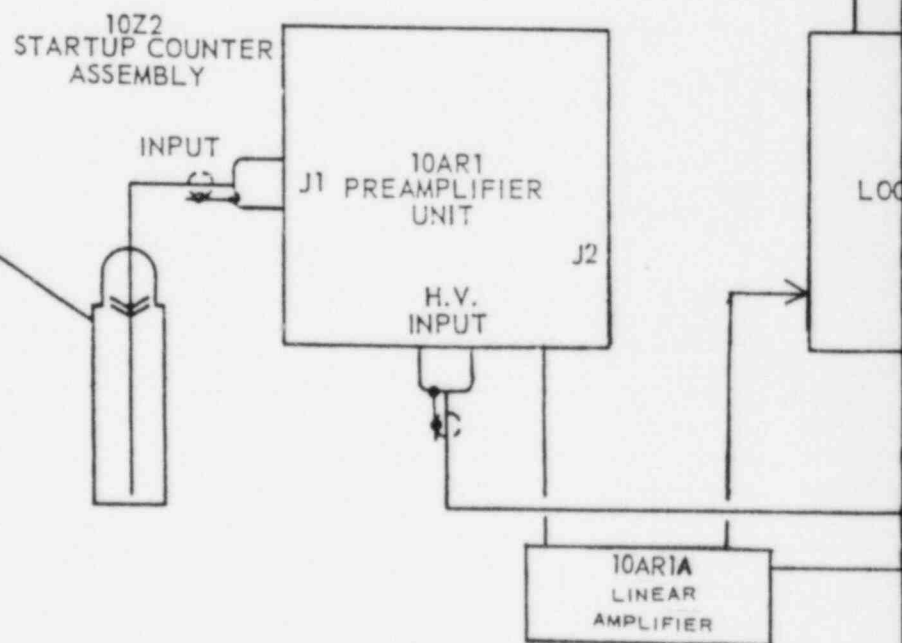 10Z2
STARTUP COUNTER
ASSEMBLY
INPUT
J1
10AR1
PREAMPLIFIER
UNIT
J2
H.V.
INPUT
10AR1A
LINEAR
AMPLIFIER